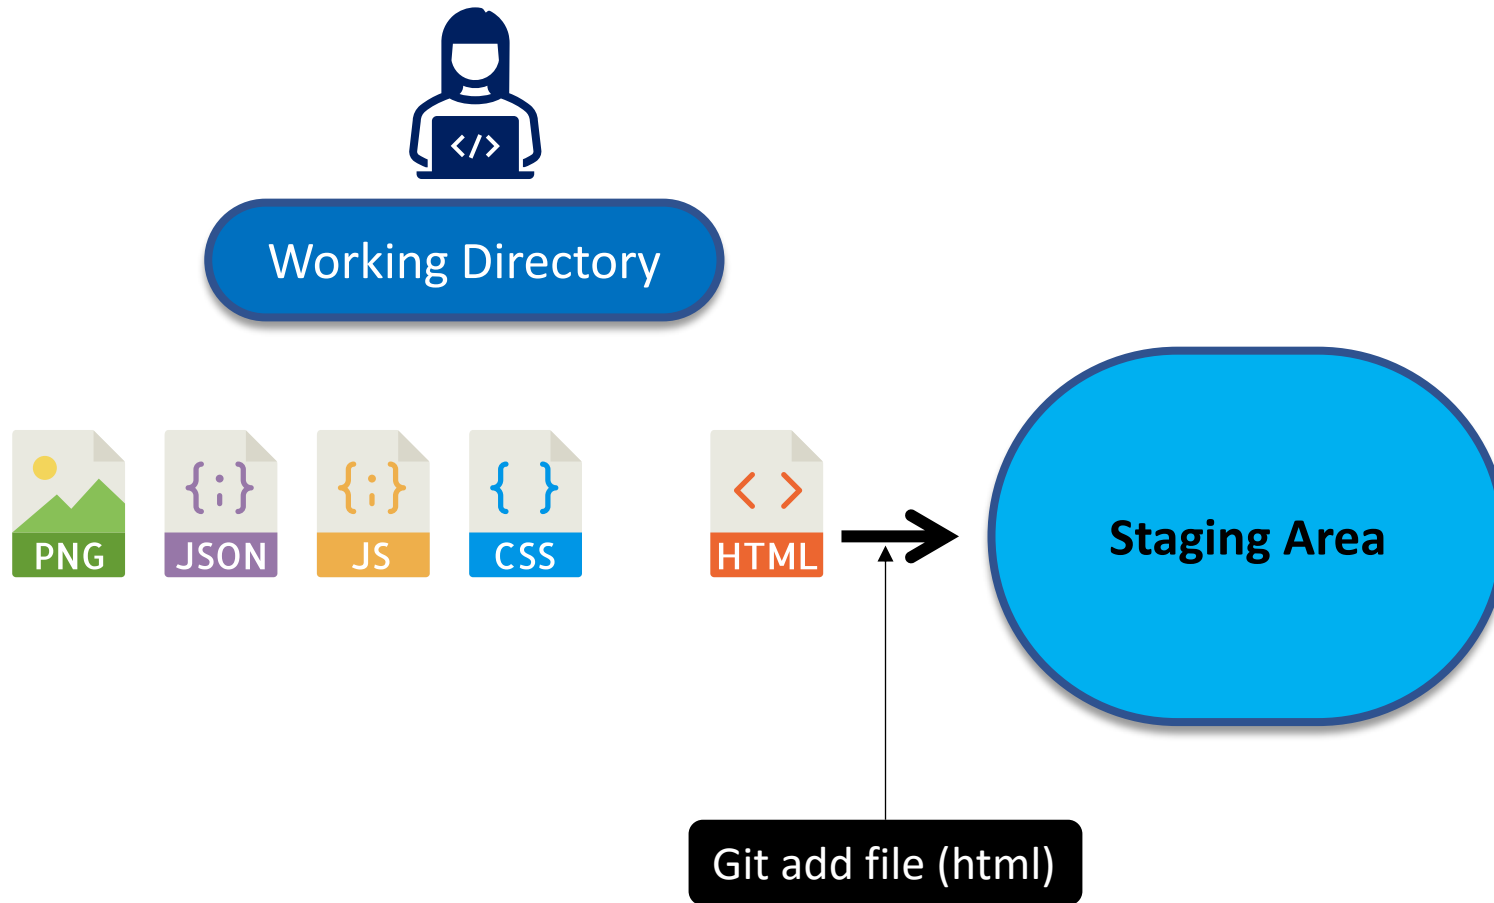 </>
Working Directory
PNG
JSON
JS
CSS
HTML
Staging Area
Git add file (html)